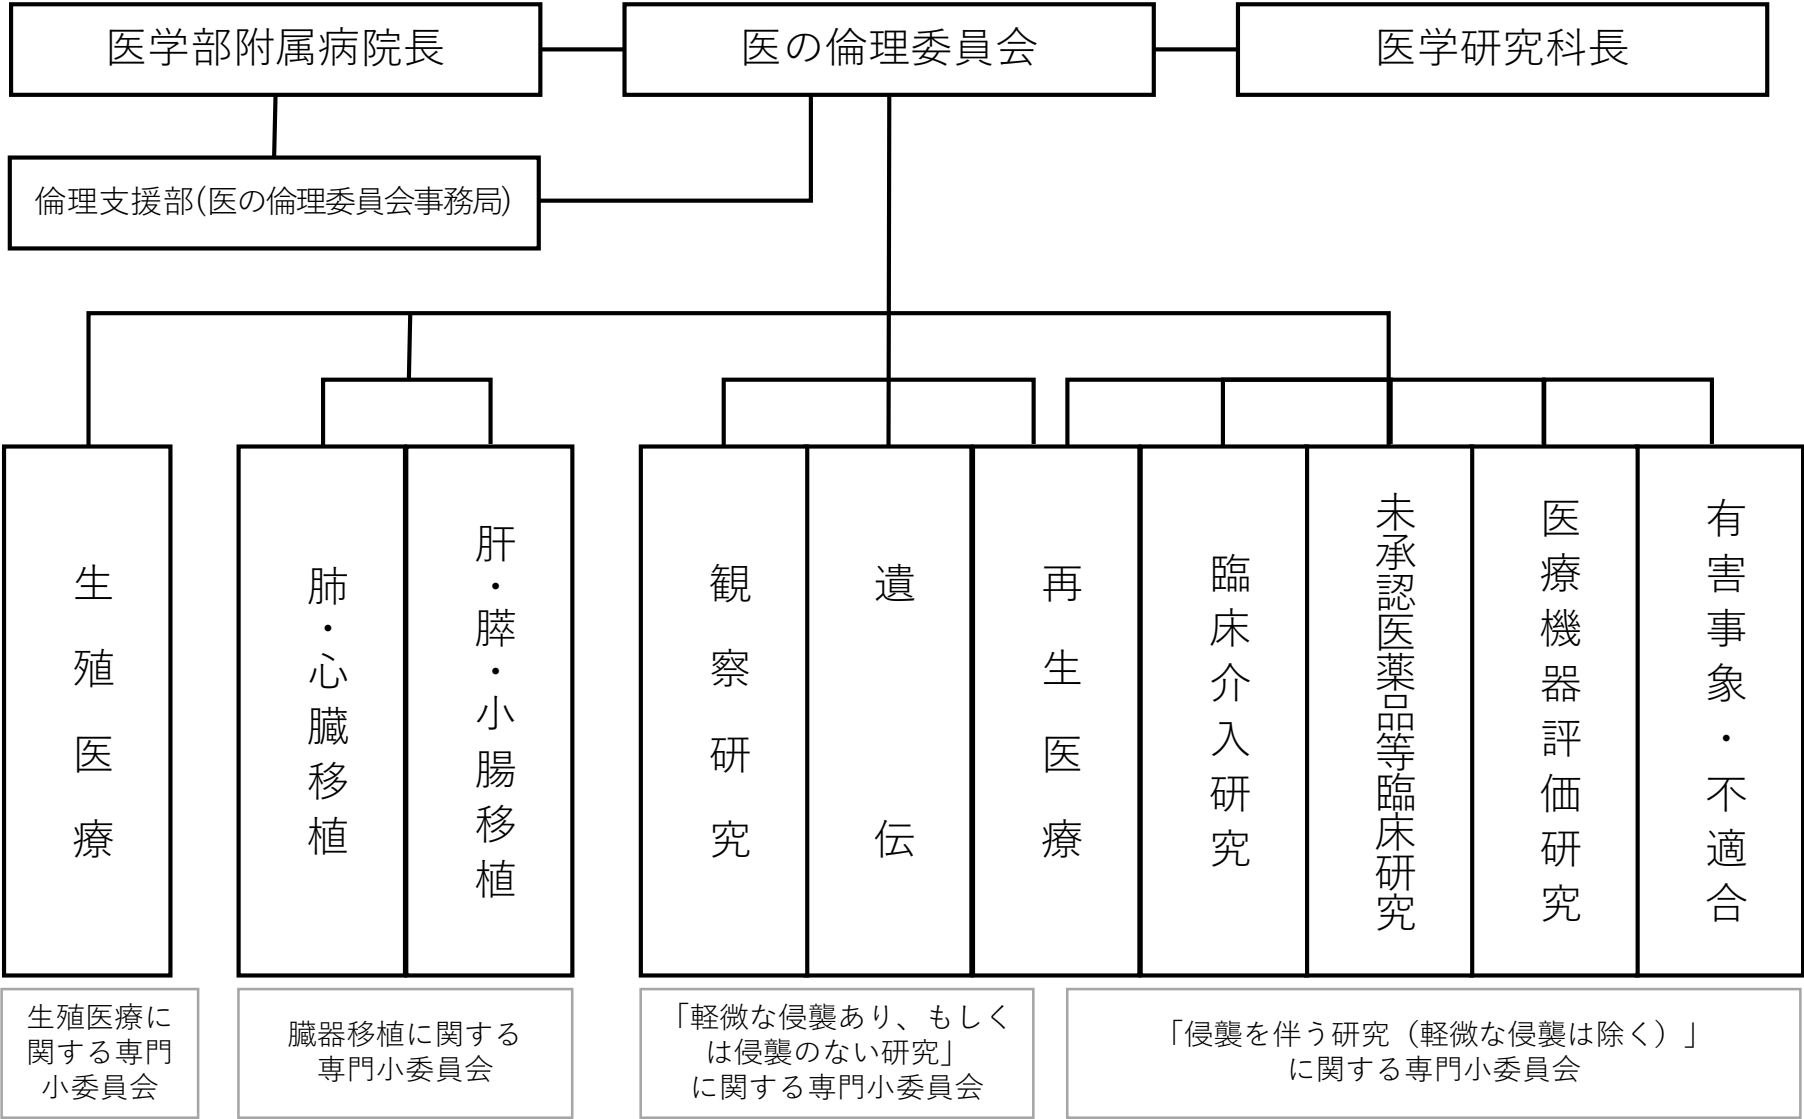 医学部附属病院長
医の倫理委員会
医学研究科長
倫理支援部(医の倫理委員会事務局)
生殖医療
肺・心臓移植
肝・膵・小腸移植
観察研究
遺伝
再生医療
臨床介入研究
未承認医薬品等臨床研究
医療機器評価研究
有害事象・不適合
生殖医療に
関する専門
小委員会
臓器移植に関する
専門小委員会
「軽微な侵襲あり、もしく
は侵襲のない研究」
に関する専門小委員会
「侵襲を伴う研究（軽微な侵襲は除く）」
に関する専門小委員会